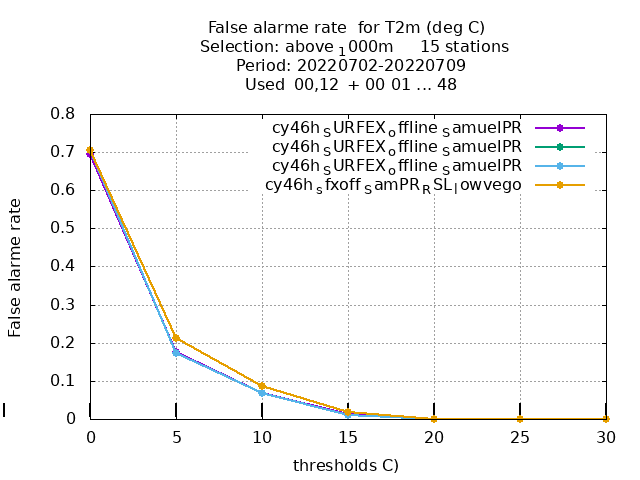 False alarme rate  for T2m (deg C)
Selection: above 1000m     15 stations
Period: 20220702-20220709
Used  00,12  + 00 01 ... 48
cy46h SURFEX offline SamuelPR
cy46h SURFEX offline SamuelPR
cy46h SURFEX offline SamuelPR
cy46h sfxoff SamPR RSL lowvego
False alarme rate
0.8
0.7
0.6
0.5
0.4
0.3
0.2
0.1
0
0 5 10 15 20 25 30
thresholds C)